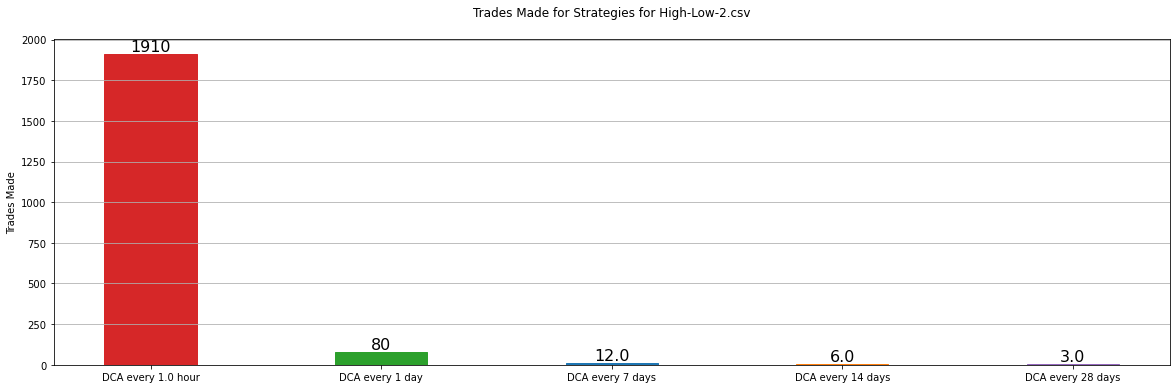 Trades Made for Strategies for High-Low-2.csv
Trades Made
2000
1750
1500
1250
1000
750
500
250
0
1910
80
12.0
6.0
3.0
DCA every 1.0 hour
DCA every 1 day
DCA every 7 days
DCA every 14 days
DCA every 28 days